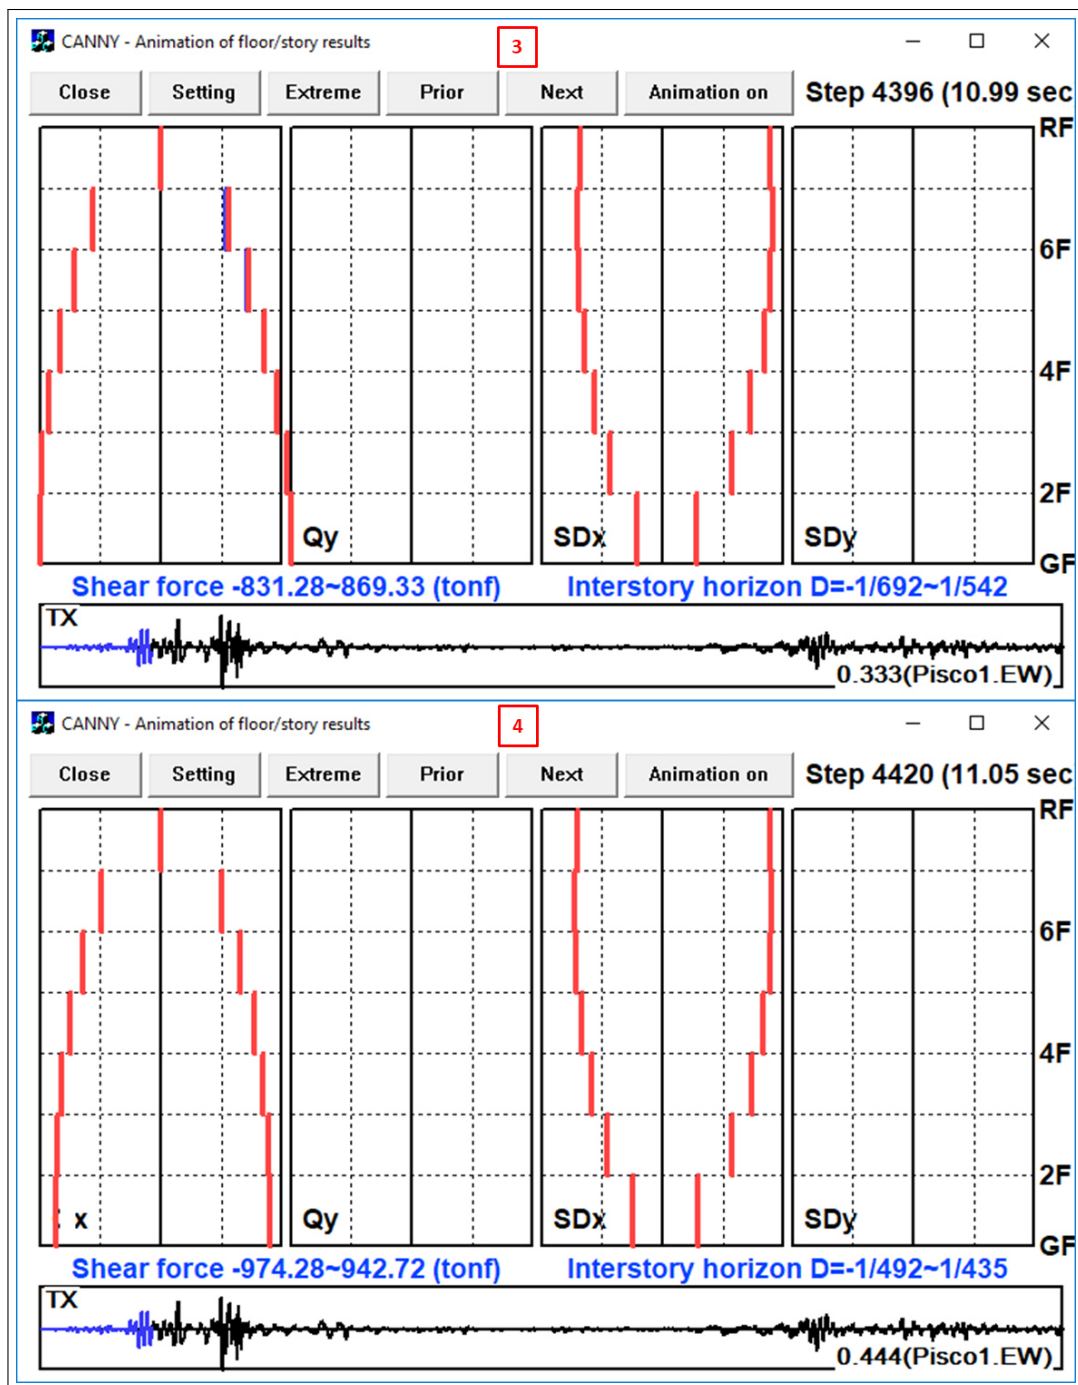 CANNY - Animation of floor/story results
3
Close Setting Extreme Prior Next Animation on Step 4396 (10.99 sec
RF
6F
4F
2F
Qy SDx SDy
GF
Shear force -831.28~869.33 (tonf) Interstory horizon D=-1/692~1/542
TX
0.333(Pisco1.EW)
CANNY - Animation of floor/story results
4
Close Setting Extreme Prior Next Animation on Step 4420 (11.05 sec
RF
6F
4F
2F
x Qy SDx SDy
GF
Shear force -974.28~942.72 (tonf) Interstory horizon D=-1/492~1/435
TX
0.444(Pisco1.EW)